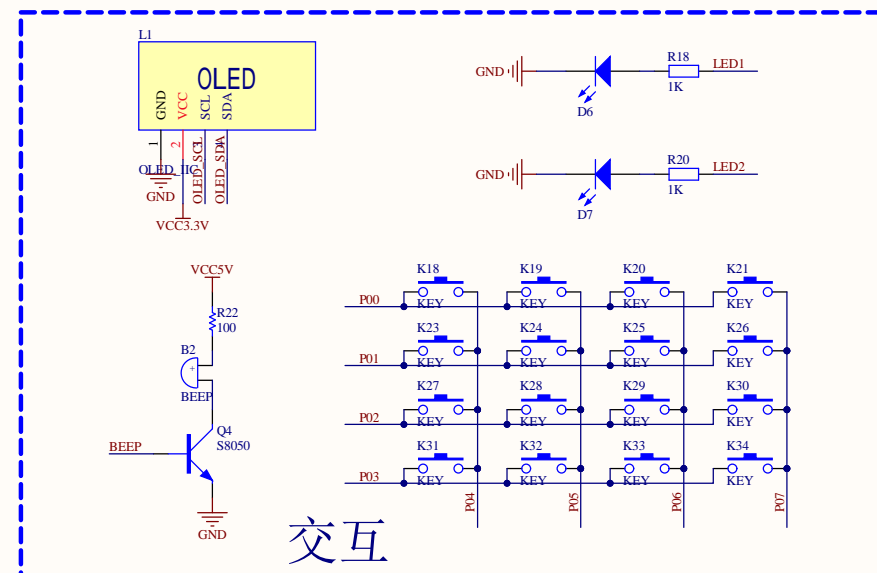 L1
OLED
GND
VCC
SCL
SDA
1
2
3
4
OLED_IIC
OLED_SCL
OLED_SDA
GND
VCC3.3V
GND
D6
R18
1K
LED1
GND
D7
R20
1K
LED2
VCC5V
R22
100
B2
+
BEEP
Q4
S8050
BEEP
GND
K18 K19 K20 K21
P00
KEY KEY KEY KEY
K23 K24 K25 K26
P01
KEY KEY KEY KEY
K27 K28 K29 K30
P02
KEY KEY KEY KEY
K31 K32 K33 K34
P03
KEY KEY KEY KEY
P04 P05 P06 P07
交互